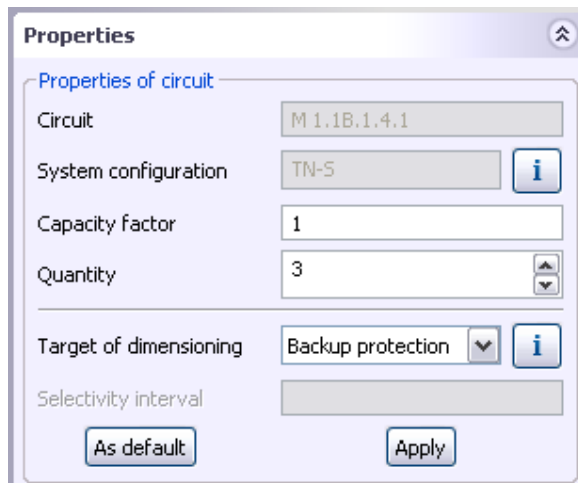 Properties
Properties of circuit
Circuit M 1.1B.1.4.1
System configuration TN-S i
Capacity factor 1
Quantity 3
Target of dimensioning Backup protection i
Selectivity interval
As default Apply